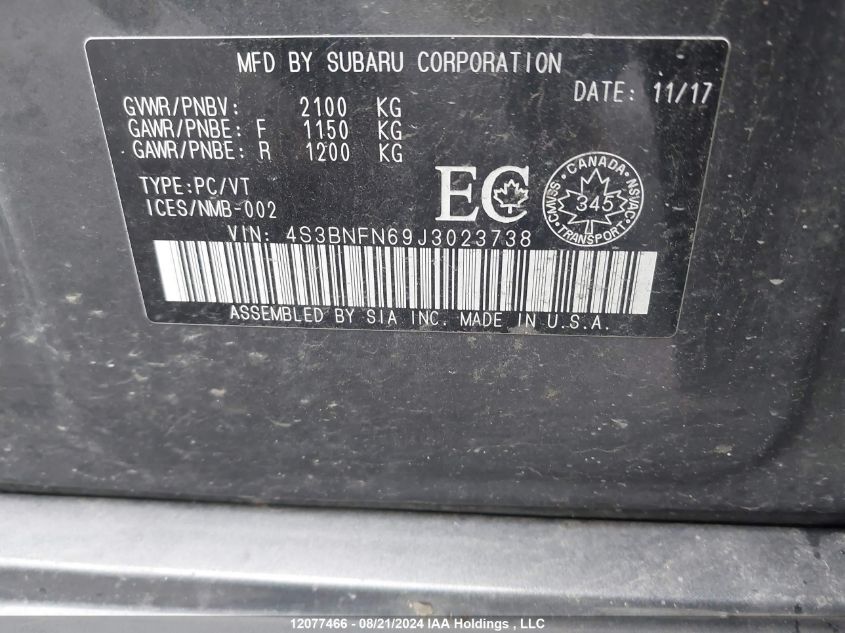 MFD BY SUBARU CORPORATION
DATE: 11/17
GVWR/PNBV: 2100 KG
GAWR/PNBE: F 1150 KG
GAWR/PNBE: R 1200 KG
TYPE:PC/VT
ICES/NMB-002
EC
CANADA
CMVSS 345 NSVAC
TRANSPORT
VIN: 4S3BNFN69J3023738
ASSEMBLED BY SIA INC. MADE IN U.S.A.
12077466 - 08/21/2024 IAA Holdings , LLC